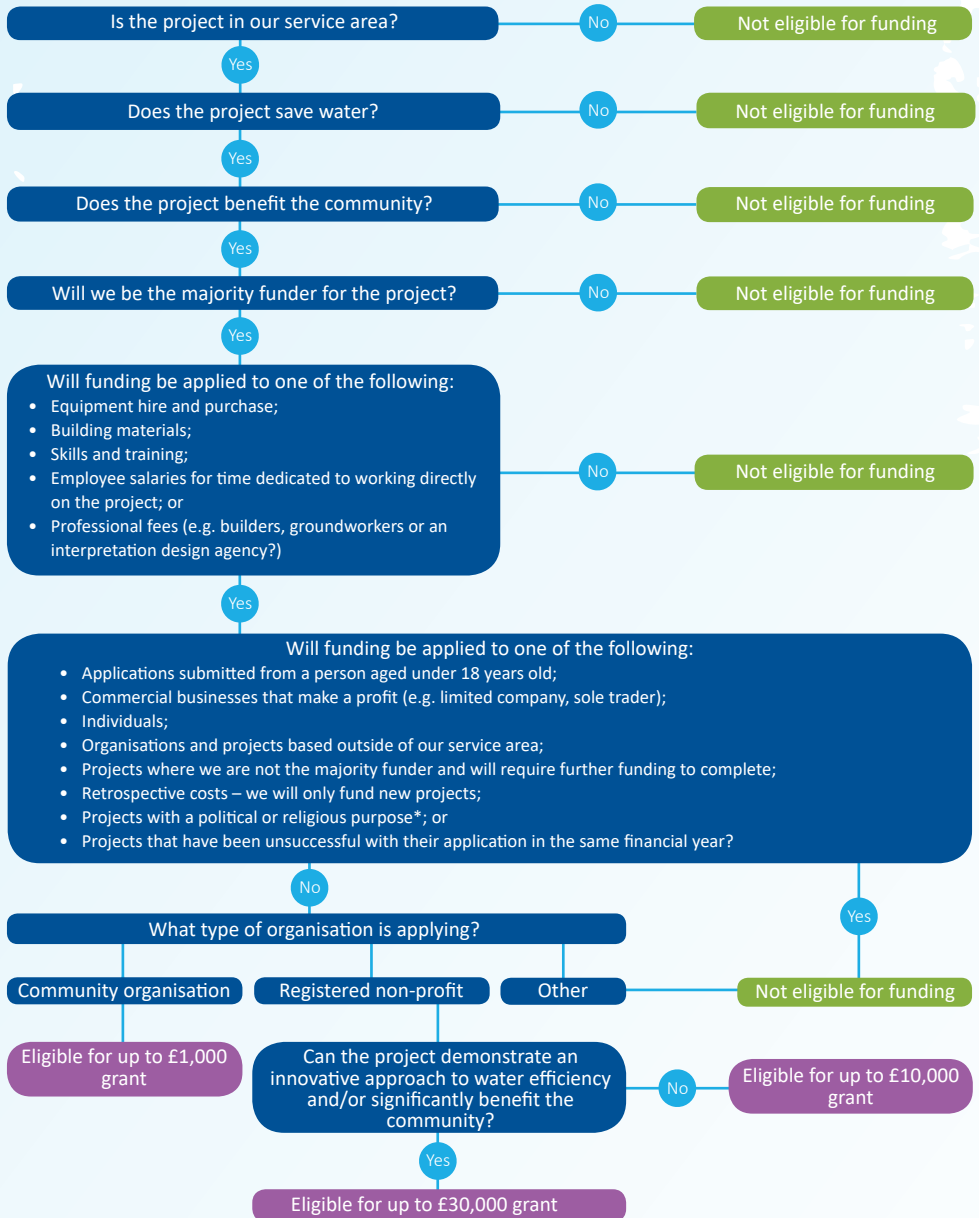 Is the project in our service area?
No
Not eligible for funding
Yes
Does the project save water?
No
Not eligible for funding
Yes
Does the project benefit the community?
No
Not eligible for funding
Yes
Will we be the majority funder for the project?
No
Not eligible for funding
Yes
Will funding be applied to one of the following:
• Equipment hire and purchase;
• Building materials;
• Skills and training;
• Employee salaries for time dedicated to working directly
on the project; or
• Professional fees (e.g. builders, groundworkers or an
interpretation design agency?)
No
Not eligible for funding
Yes
Will funding be applied to one of the following:
• Applications submitted from a person aged under 18 years old;
• Commercial businesses that make a profit (e.g. limited company, sole trader);
• Individuals;
• Organisations and projects based outside of our service area;
• Projects where we are not the majority funder and will require further funding to complete;
• Retrospective costs – we will only fund new projects;
• Projects with a political or religious purpose*; or
• Projects that have been unsuccessful with their application in the same financial year?
No
Yes
What type of organisation is applying?
Community organisation
Registered non-profit
Other
Not eligible for funding
Eligible for up to £1,000
grant
Can the project demonstrate an
innovative approach to water efficiency
and/or significantly benefit the
community?
No
Eligible for up to £10,000
grant
Yes
Eligible for up to £30,000 grant